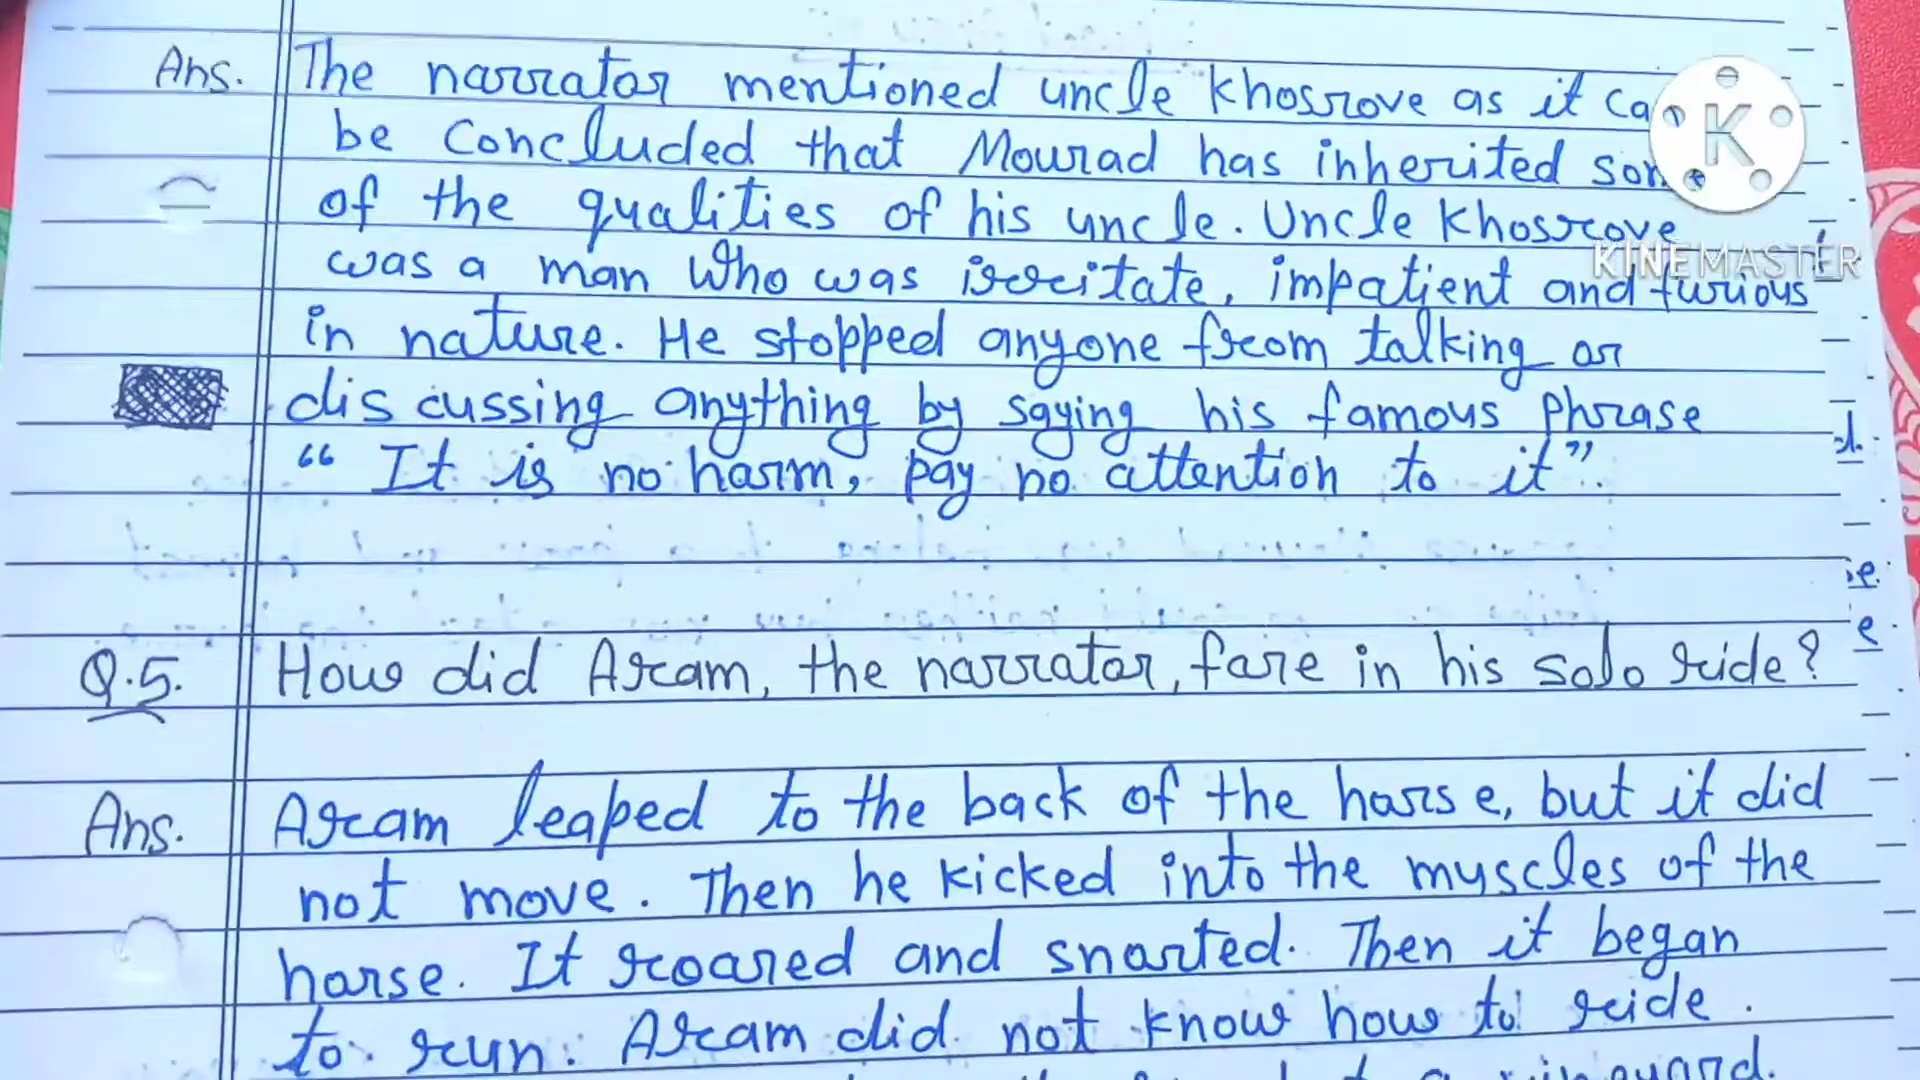 Ans. The narrator mentioned uncle Khosrove as it can
be concluded that Mourad has inherited some
of the qualities of his uncle. Uncle Khosrove
was a man who was irritate, impatient and furious
in nature. He stopped anyone from talking or
discussing anything by saying his famous phrase
“It is no harm, pay no attention to it”.
Q.5. How did Aram, the narrator, fare in his solo ride?
Ans. Aram leaped to the back of the horse, but it did
not move. Then he kicked into the muscles of the
horse. It roared and snorted. Then it began
to run. Aram did not know how to ride.
a vineyard.
K
KINEMASTER